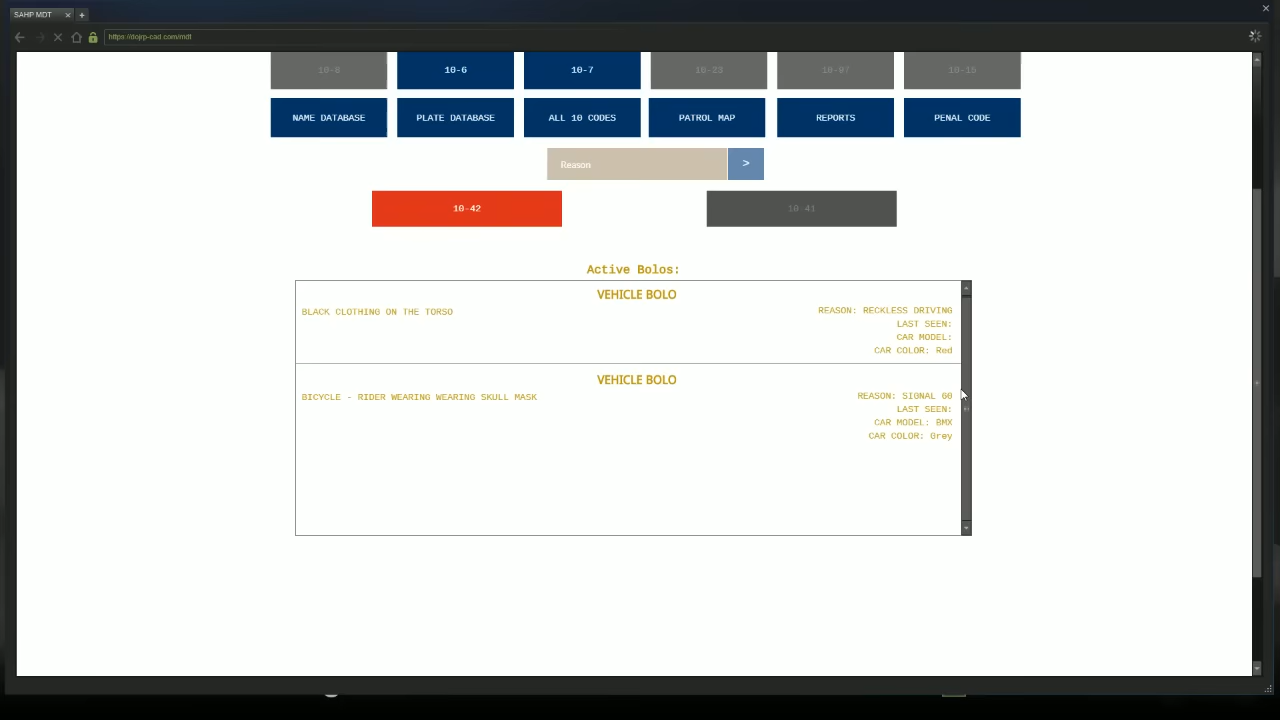 SAHP MDT
https://dojrp-cad.com/mdt
10-8 10-6 10-7 10-23 10-97 10-15
NAME DATABASE PLATE DATABASE ALL 10 CODES PATROL MAP REPORTS PENAL CODE
Reason >
10-42 10-41
Active Bolos:
VEHICLE BOLO
BLACK CLOTHING ON THE TORSO
REASON: RECKLESS DRIVING
LAST SEEN:
CAR MODEL:
CAR COLOR: Red
VEHICLE BOLO
BICYCLE - RIDER WEARING WEARING SKULL MASK
REASON: SIGNAL 60
LAST SEEN:
CAR MODEL: BMX
CAR COLOR: Grey